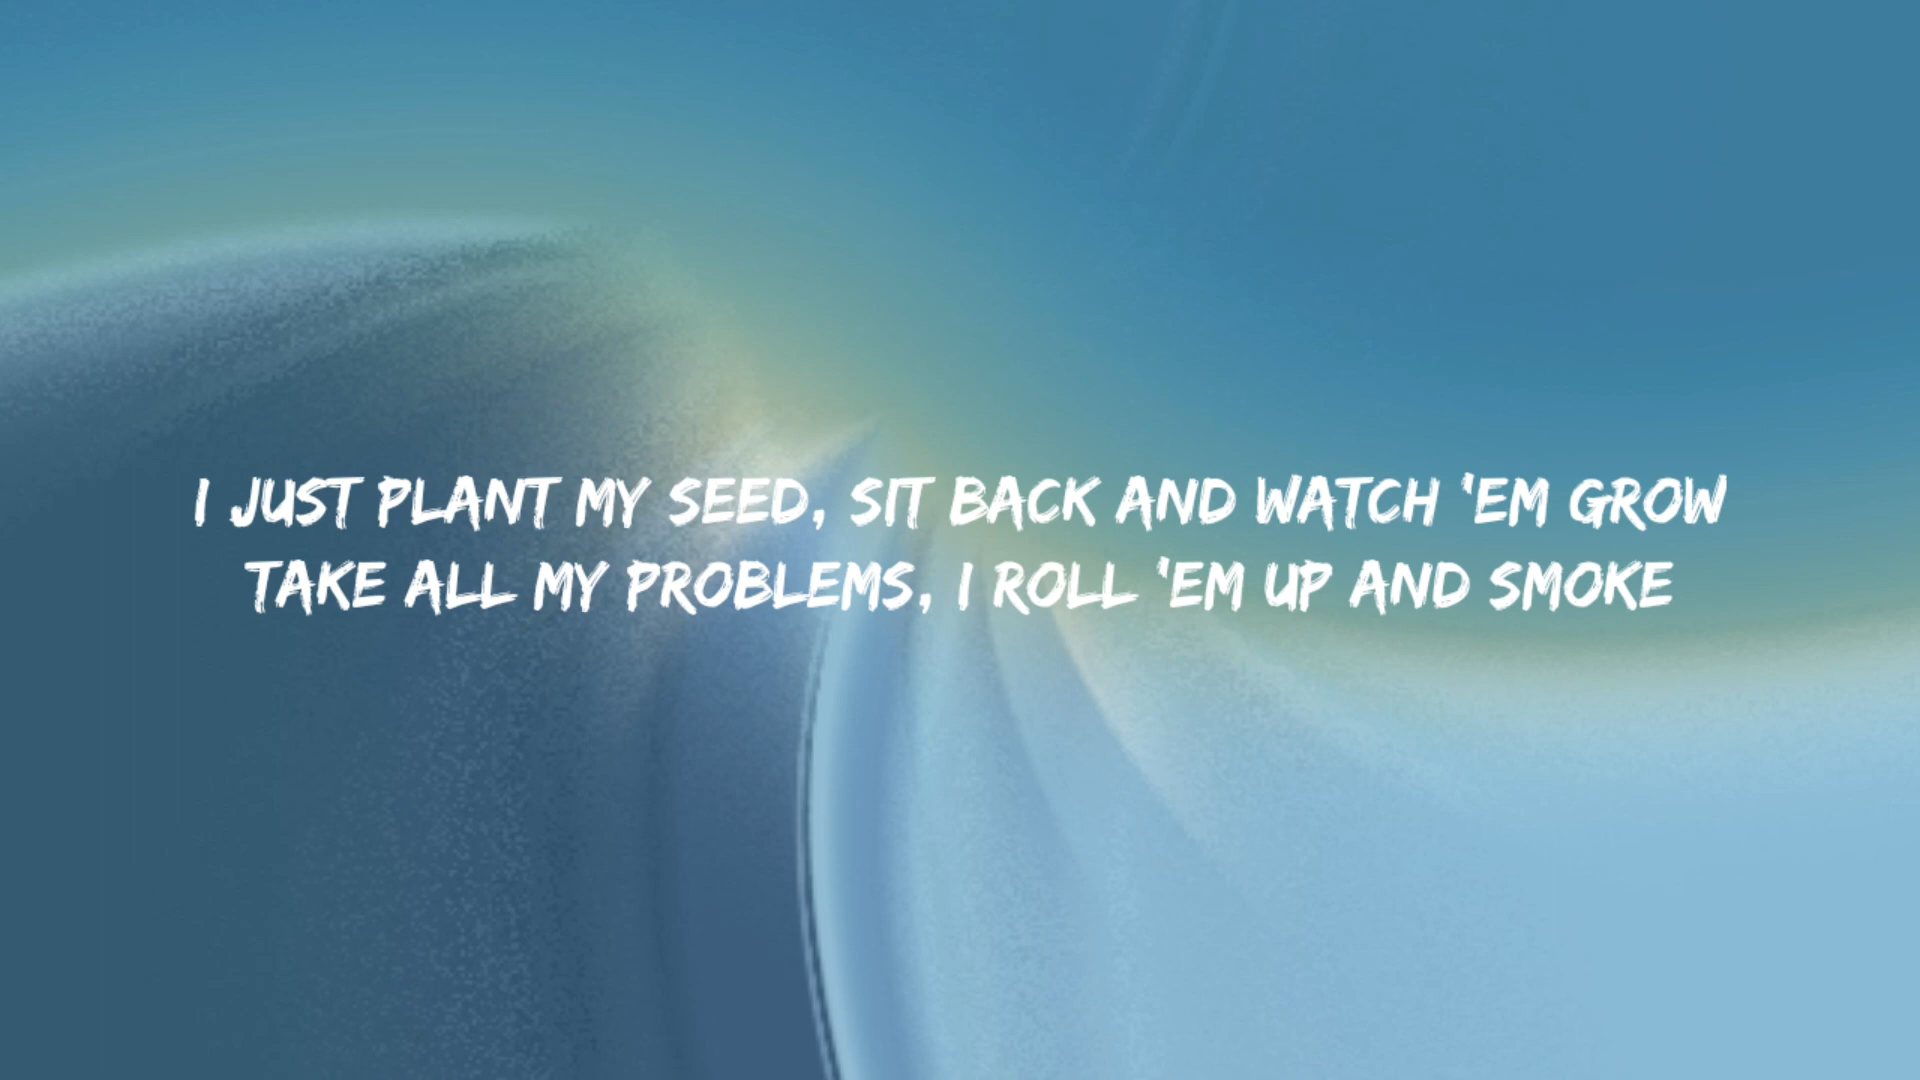 I JUST PLANT MY SEED, SIT BACK AND WATCH 'EM GROW
TAKE ALL MY PROBLEMS, I ROLL 'EM UP AND SMOKE